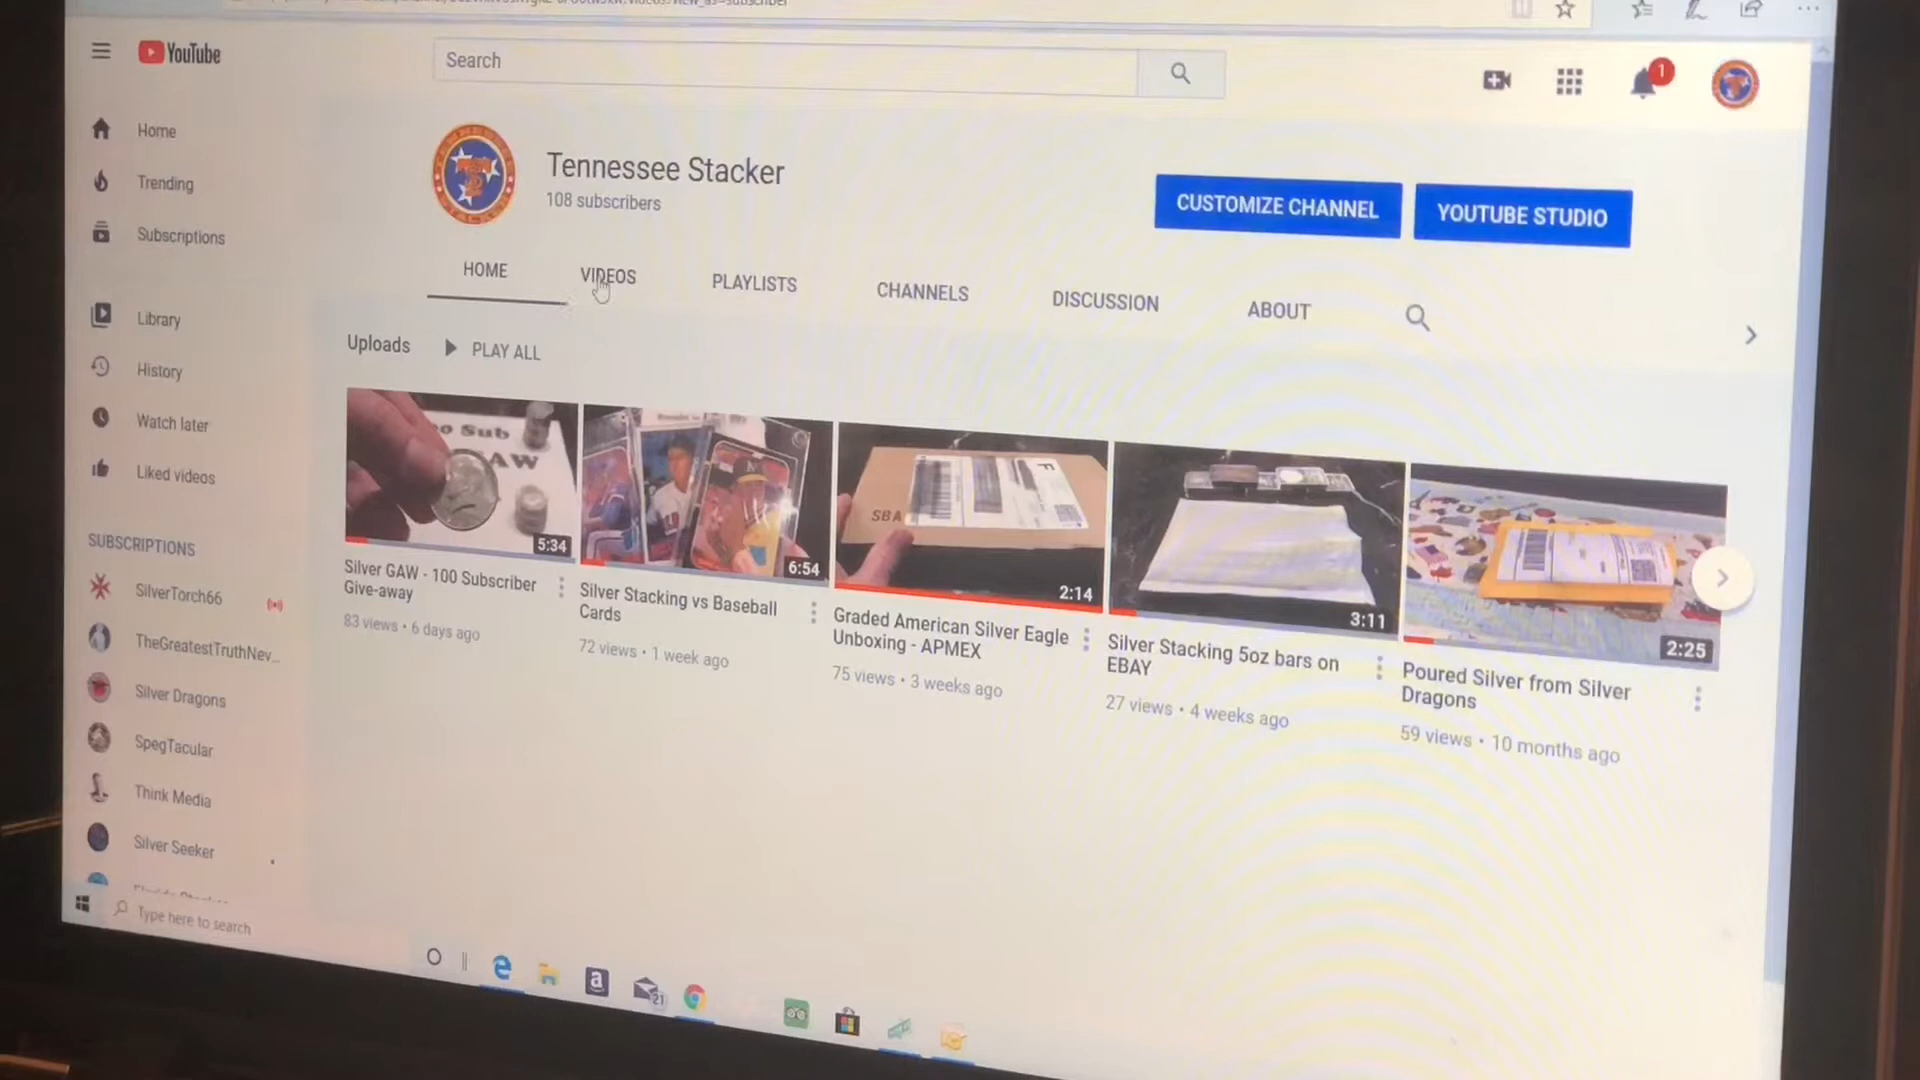 YouTube
Search
1
Home
Trending
Subscriptions
Library
History
Watch later
Liked videos
SUBSCRIPTIONS
SilverTorch66
TheGreatestTruthNev...
Silver Dragons
SpegTacular
Think Media
Silver Seeker
Tennessee Stacker
108 subscribers
CUSTOMIZE CHANNEL
YOUTUBE STUDIO
HOME
VIDEOS
PLAYLISTS
CHANNELS
DISCUSSION
ABOUT
Uploads
PLAY ALL
Sub
5:34
Silver GAW - 100 Subscriber
Give-away
83 views • 6 days ago
6:54
Silver Stacking vs Baseball
Cards
72 views • 1 week ago
SBA
F
2:14
Graded American Silver Eagle
Unboxing - APMEX
75 views • 3 weeks ago
3:11
Silver Stacking 5oz bars on
EBAY
27 views • 4 weeks ago
2:25
Poured Silver from Silver
Dragons
59 views • 10 months ago
Type here to search
21